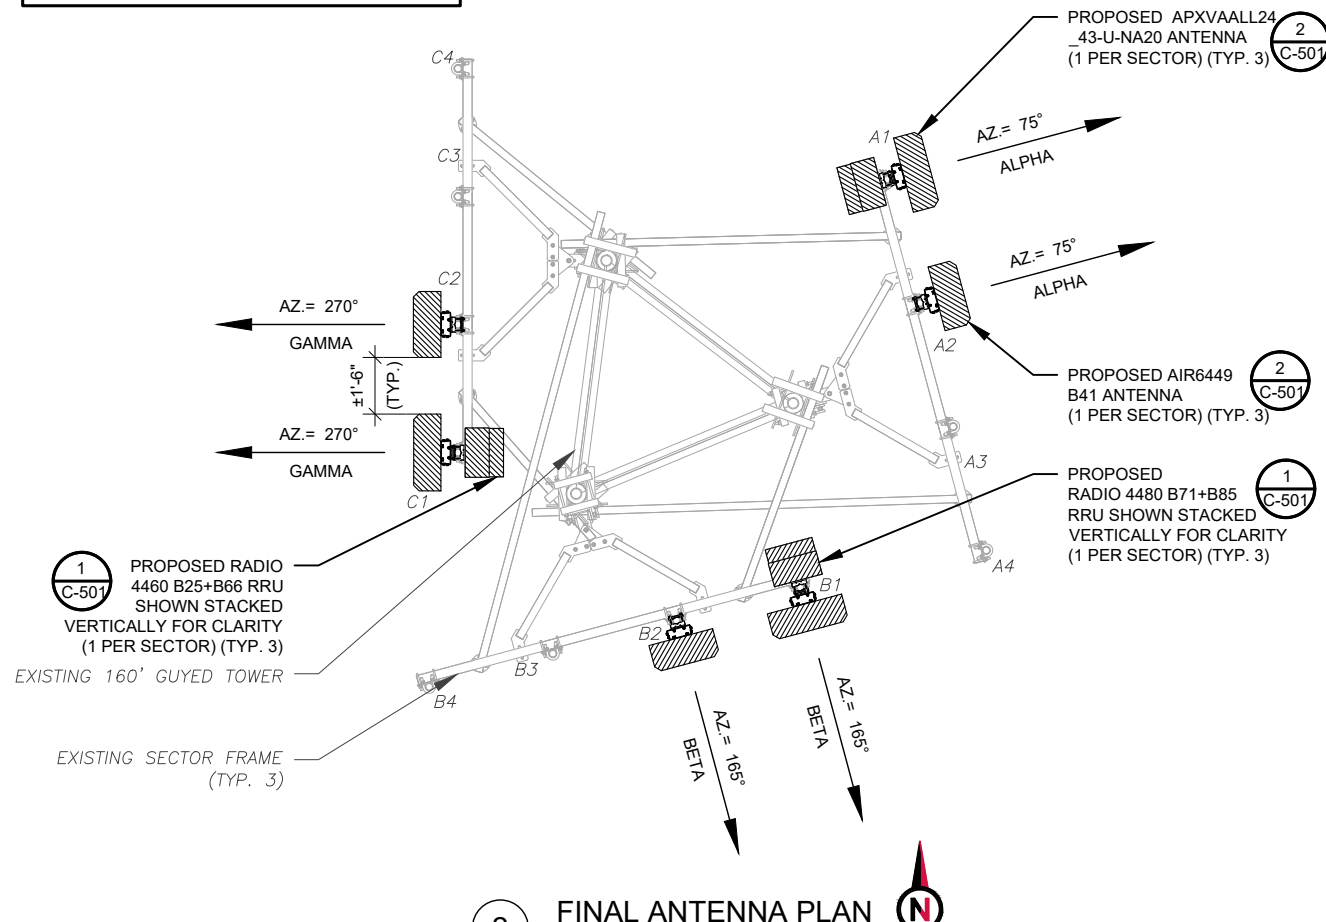 PROPOSED  APXVAALL24
_43-U-NA20 ANTENNA
(1 PER SECTOR) (TYP. 3)
2
C-501
C4
A1
AZ.= 75°
ALPHA
C3
AZ.= 75°
ALPHA
C2
AZ.= 270°
GAMMA
A2
±1'-6"
(TYP.)
PROPOSED AIR6449
B41 ANTENNA
(1 PER SECTOR) (TYP. 3)
2
C-501
AZ.= 270°
GAMMA
C1
A3
PROPOSED
RADIO 4480 B71+B85
RRU SHOWN STACKED
VERTICALLY FOR CLARITY
(1 PER SECTOR) (TYP. 3)
1
C-501
A4
1
C-501
PROPOSED RADIO
4460 B25+B66 RRU
SHOWN STACKED
VERTICALLY FOR CLARITY
(1 PER SECTOR) (TYP. 3)
B1
B2
B3
B4
EXISTING 160' GUYED TOWER
EXISTING SECTOR FRAME
(TYP. 3)
AZ.= 165°
BETA
AZ.= 165°
BETA
FINAL ANTENNA PLAN
N